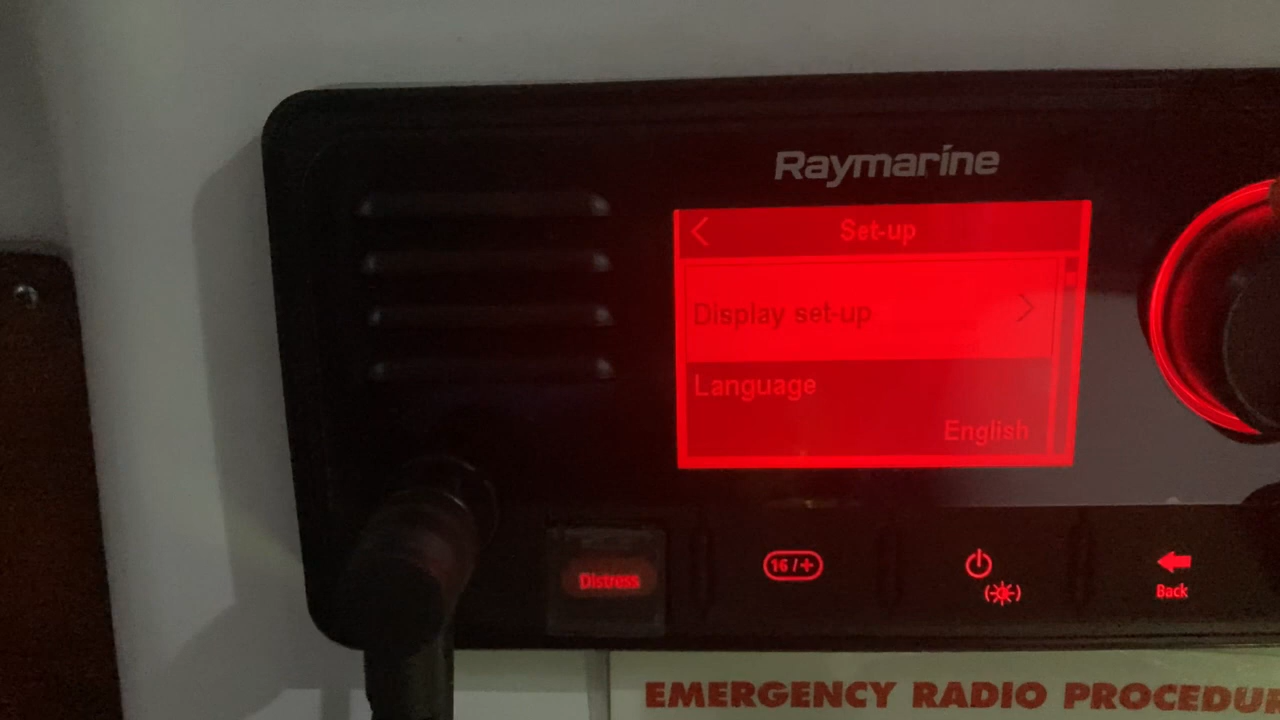 Raymarine
Set-up
Display set-up
Language
English
Distress
16/+
Back
EMERGENCY RADIO PROCEDU